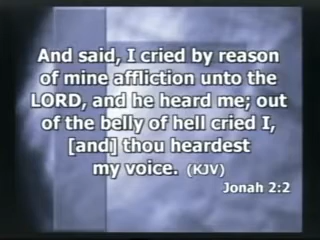 And said, I cried by reason
of mine affliction unto the
LORD, and he heard me; out
of the belly of hell cried I,
[and] thou heardest
my voice. (KJV)
Jonah 2:2